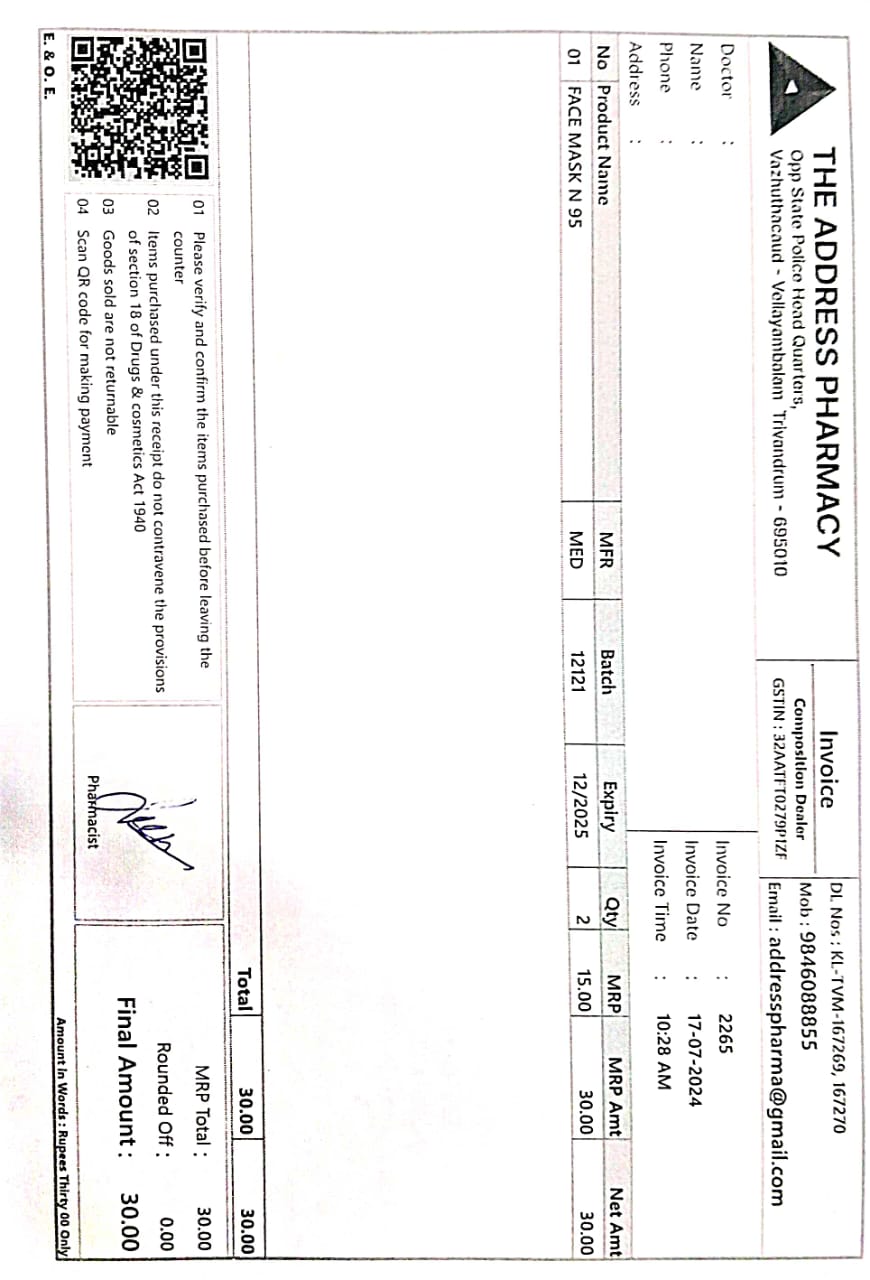 THE ADDRESS PHARMACY
Opp State Police Head Quarters,
Vazhuthacaud - Vellayambalam Trivandrum - 695010
Invoice
Composition Dealer
GSTIN : 32AATFT0279P1ZF
DL Nos : KL-TVM-167269, 167270
Mob : 9846088855
Email : addresspharma@gmail.com
Doctor :
Name :
Phone :
Address :
Invoice No : 2265
Invoice Date : 17-07-2024
Invoice Time : 10:28 AM
No Product Name MFR Batch Expiry Qty MRP MRP Amt Net Amt
01 FACE MASK N 95 MED 12121 12/2025 2 15.00 30.00 30.00
Total 30.00 30.00
01 Please verify and confirm the items purchased before leaving the
counter
02 Items purchased under this receipt do not contravene the provisions
of section 18 of Drugs & cosmetics Act 1940
03 Goods sold are not returnable
04 Scan QR code for making payment
Pharmacist
MRP Total : 30.00
Rounded Off : 0.00
Final Amount : 30.00
E. & O. E.
Amount in Words : Rupees Thirty 00 Only